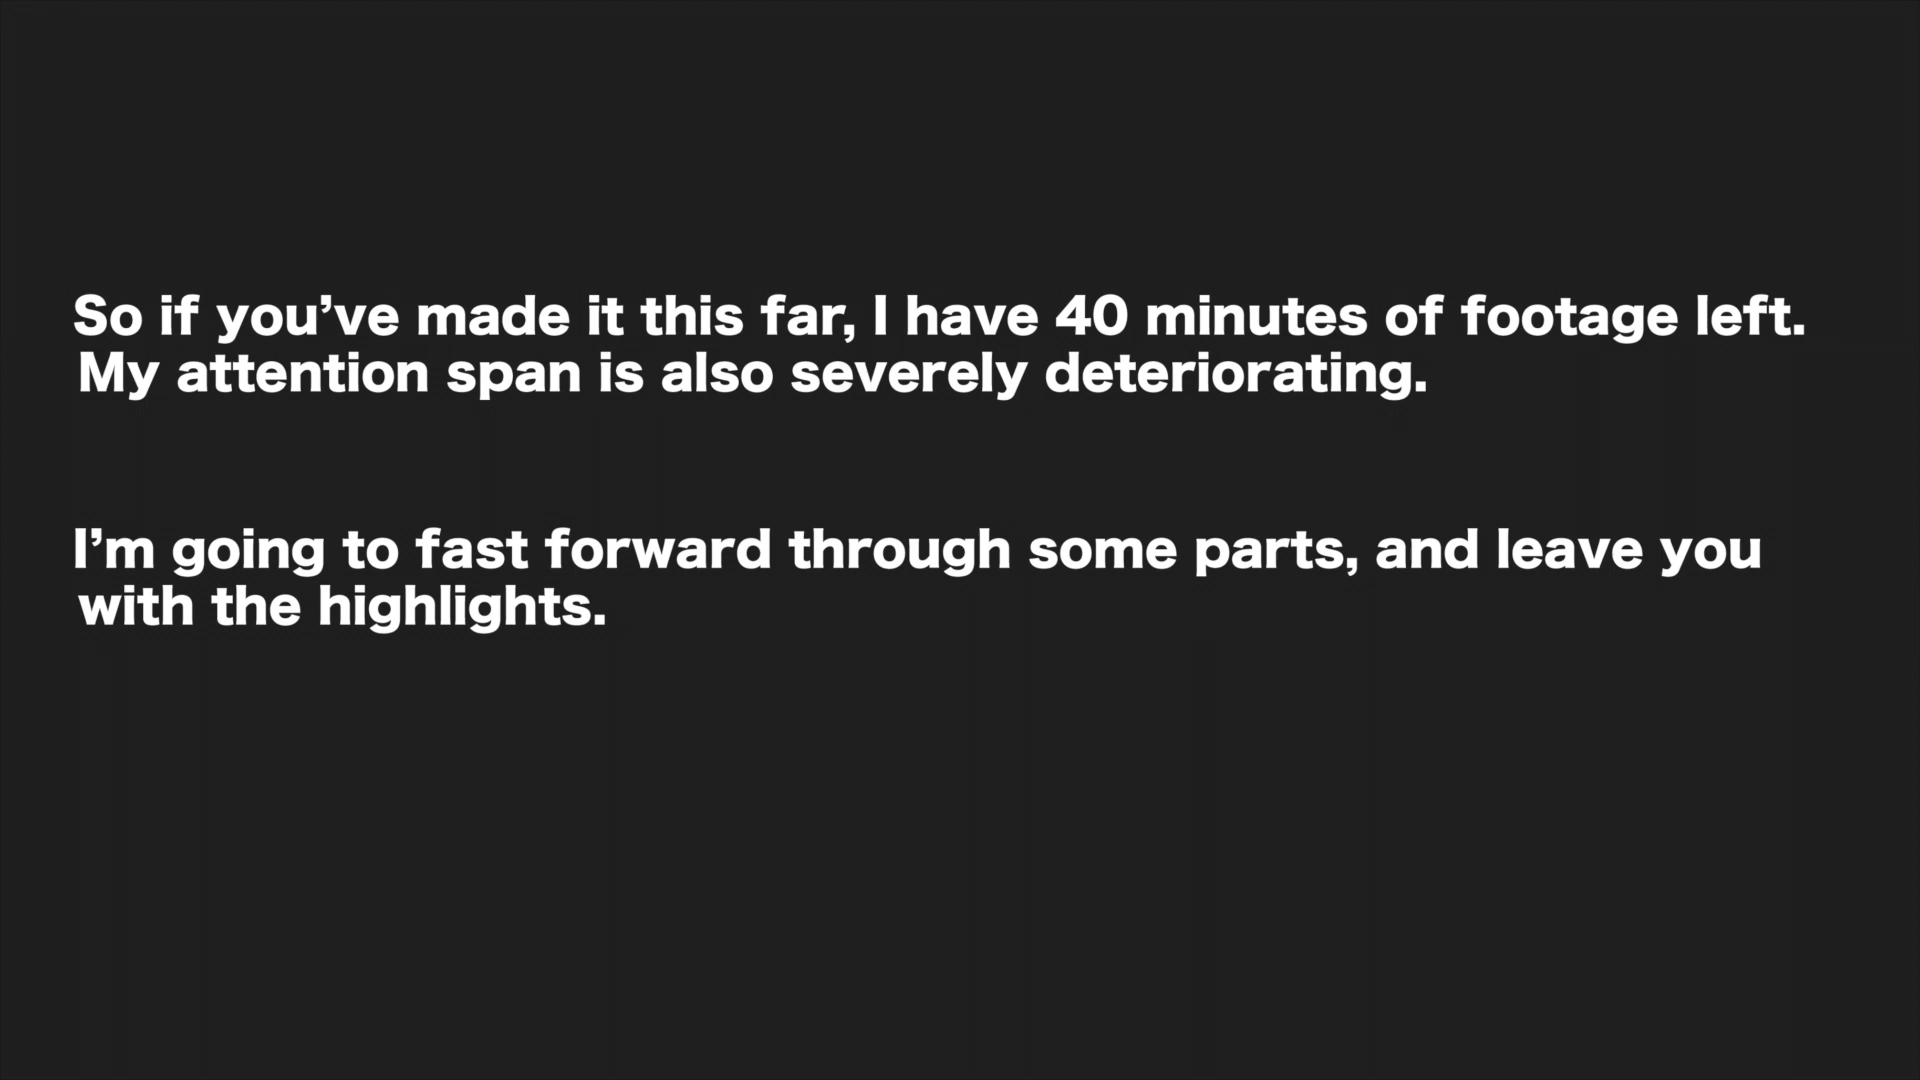 So if you’ve made it this far, I have 40 minutes of footage left.
My attention span is also severely deteriorating.
I’m going to fast forward through some parts, and leave you
with the highlights.